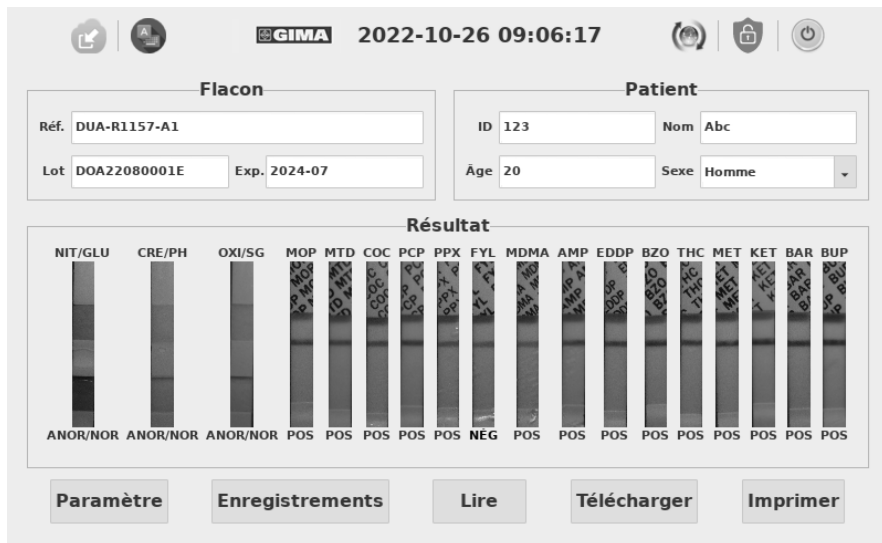 GIMA 2022-10-26 09:06:17
Flacon
Patient
Réf. DUA-R1157-A1
ID 123 Nom Abc
Lot DOA22080001E Exp. 2024-07
Âge 20 Sexe Homme
Résultat
NIT/GLU CRE/PH OXI/SG MOP MTD COC PCP PPX FYL MDMA AMP EDDP BZO THC MET KET BAR BUP
ANOR/NOR ANOR/NOR ANOR/NOR POS POS POS POS POS NÉG POS POS POS POS POS POS POS POS POS
Paramètre Enregistrements Lire Télécharger Imprimer